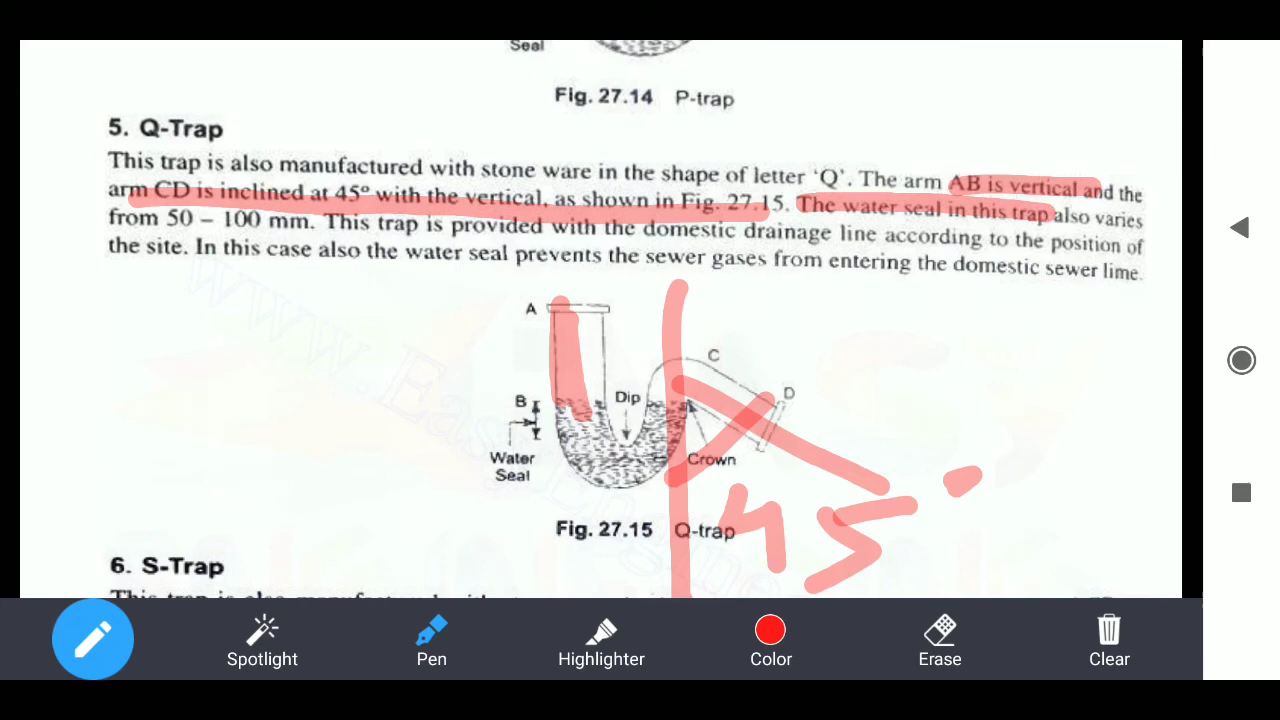 Seal
Fig. 27.14 P-trap
5. Q-Trap
This trap is also manufactured with stone ware in the shape of letter ‘Q’. The arm AB is vertical and the
arm CD is inclined at 45° with the vertical, as shown in Fig. 27.15. The water seal in this trap also varies
from 50 – 100 mm. This trap is provided with the domestic drainage line according to the position of
the site. In this case also the water seal prevents the sewer gases from entering the domestic sewer lime.
A
C
D
B
Dip
Water
Seal
Crown
45°
Fig. 27.15 Q-trap
6. S-Trap
This trap is also manufactured
Spotlight
Pen
Highlighter
Color
Erase
Clear